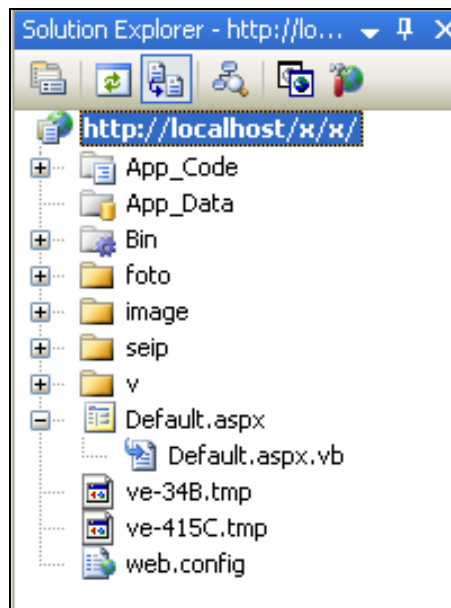 Solution Explorer - http://lo...
http://localhost/x/x/
App_Code
App_Data
Bin
foto
image
seip
v
Default.aspx
Default.aspx.vb
ve-34B.tmp
ve-415C.tmp
web.config